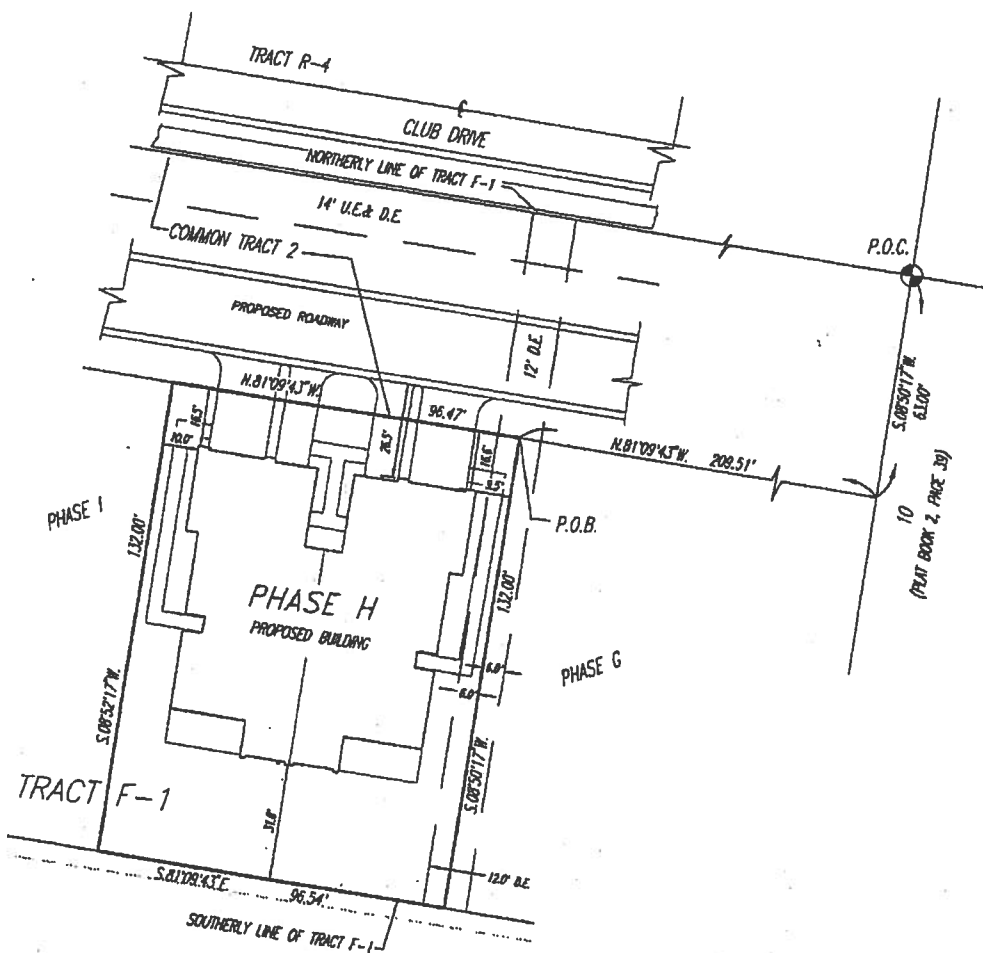 TRACT R-4
CLUB DRIVE
NORTHERLY LINE OF TRACT F-1
14' U.E.& D.E.
COMMON TRACT 2
P.O.C.
PROPOSED ROADWAY
12' D.E.
S.08°50'17"W.
63.00'
N.81°09'43"W.
96.47'
N.81°09'43"W. 209.51'
16.5'
10.0'
26.5'
16.6'
10
(PLAT BOOK 2, PAGE 39)
PHASE I
P.O.B.
132.00'
132.00'
PHASE H
PROPOSED BUILDING
PHASE G
6.0'
6.0'
S.08°52'17"W.
S.08°50'17"W.
TRACT F-1
31.8'
12.0' D.E.
S.81°09'43"E.
96.54'
SOUTHERLY LINE OF TRACT F-1